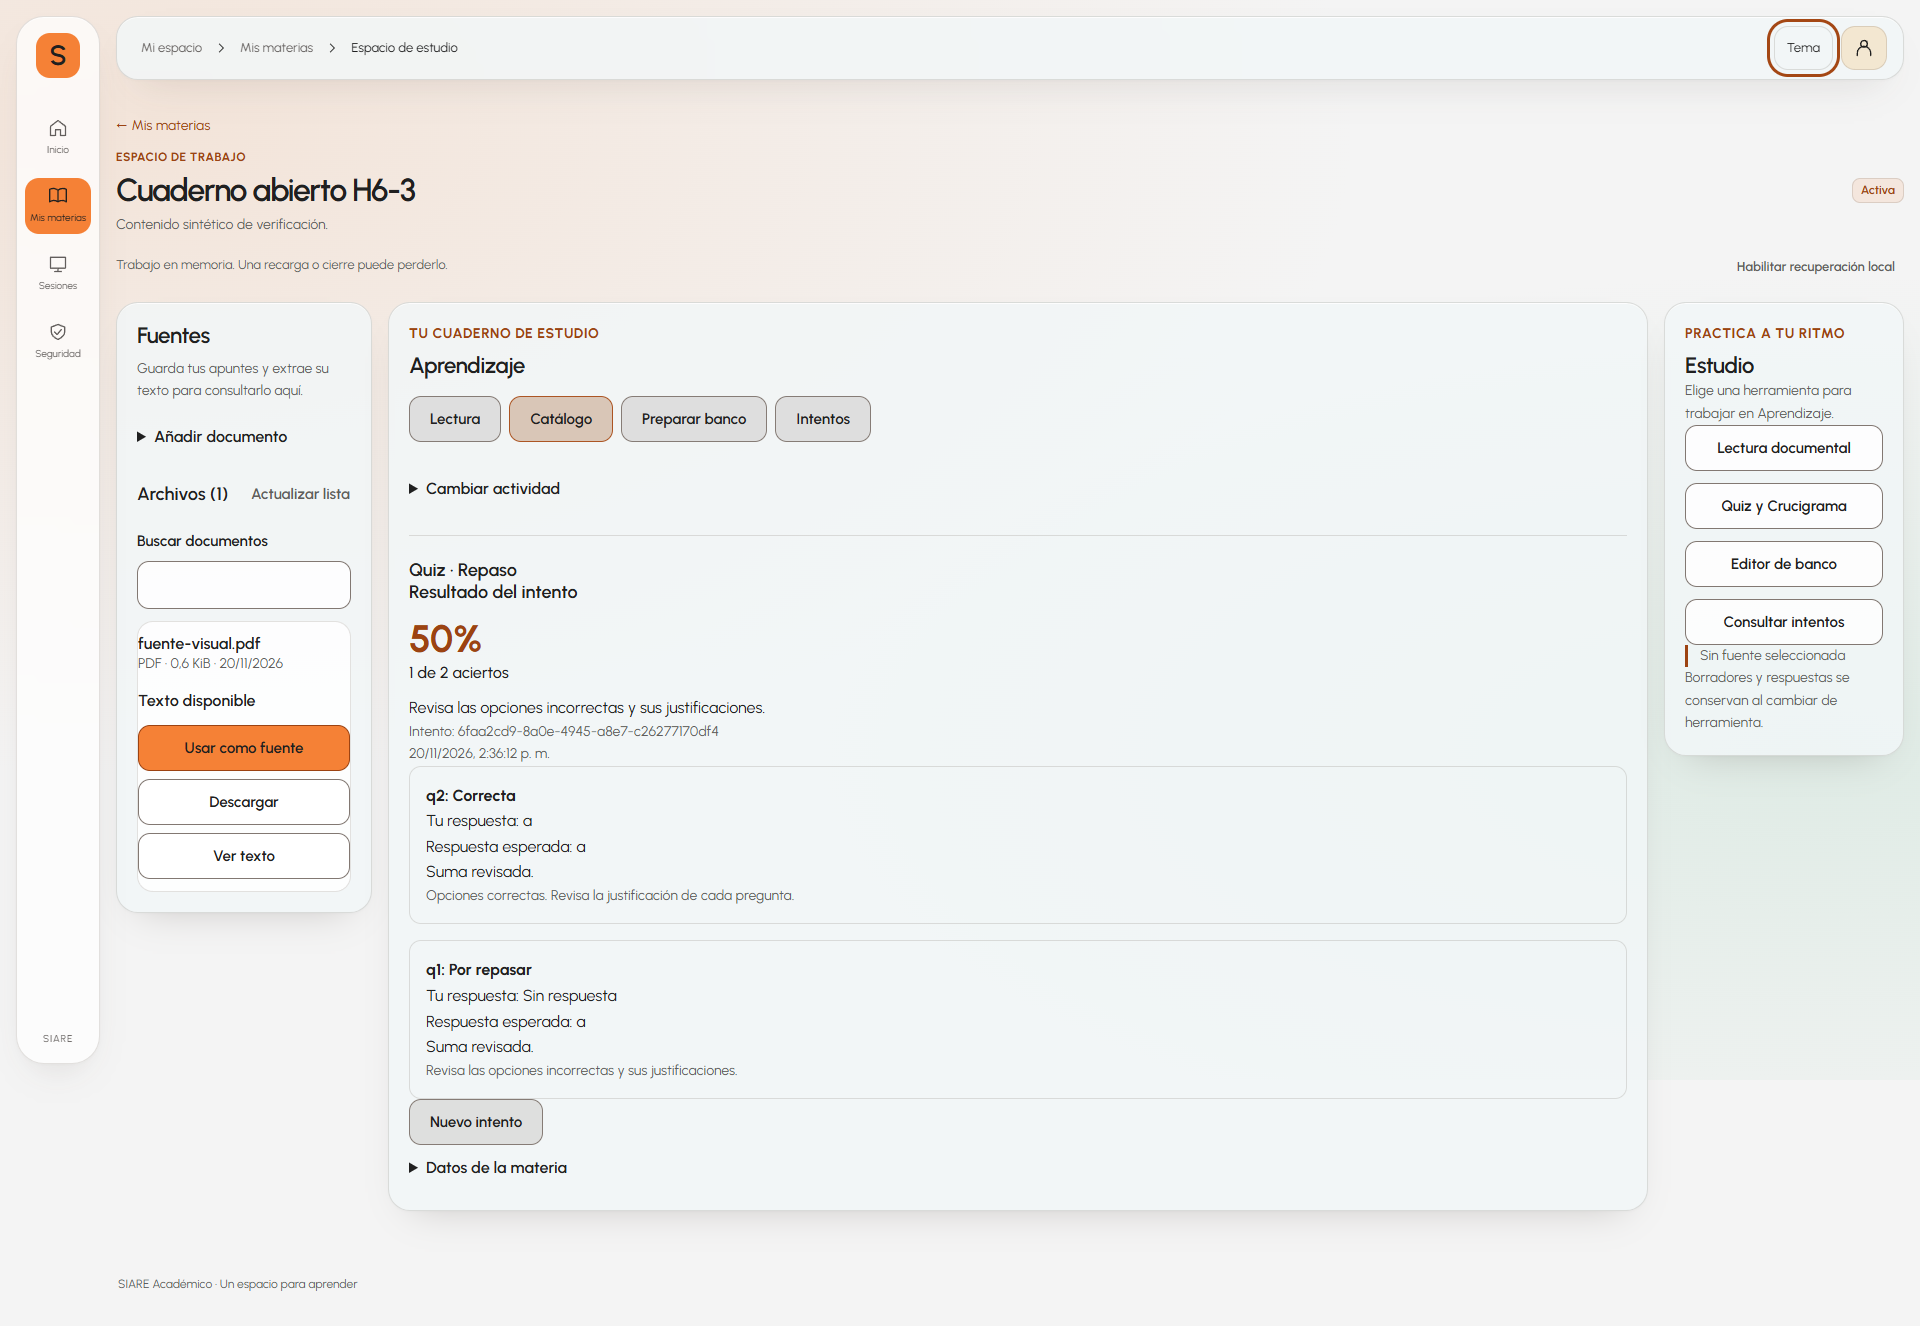 S
Inicio
Mis materias
Sesiones
Seguridad
SIARE
Mi espacio > Mis materias > Espacio de estudio
Tema
← Mis materias
ESPACIO DE TRABAJO
Cuaderno abierto H6-3
Activa
Contenido sintético de verificación.
Trabajo en memoria. Una recarga o cierre puede perderlo.
Habilitar recuperación local
Fuentes
Guarda tus apuntes y extrae su
texto para consultarlo aquí.
Añadir documento
Archivos (1)
Actualizar lista
Buscar documentos
fuente-visual.pdf
PDF · 0,6 KiB · 20/11/2026
Texto disponible
Usar como fuente
Descargar
Ver texto
TU CUADERNO DE ESTUDIO
Aprendizaje
Lectura
Catálogo
Preparar banco
Intentos
Cambiar actividad
Quiz · Repaso
Resultado del intento
50%
1 de 2 aciertos
Revisa las opciones incorrectas y sus justificaciones.
Intento: 6faa2cd9-8a0e-4945-a8e7-c26277170df4
20/11/2026, 2:36:12 p. m.
q2: Correcta
Tu respuesta: a
Respuesta esperada: a
Suma revisada.
Opciones correctas. Revisa la justificación de cada pregunta.
q1: Por repasar
Tu respuesta: Sin respuesta
Respuesta esperada: a
Suma revisada.
Revisa las opciones incorrectas y sus justificaciones.
Nuevo intento
Datos de la materia
PRACTICA A TU RITMO
Estudio
Elige una herramienta para
trabajar en Aprendizaje.
Lectura documental
Quiz y Crucigrama
Editor de banco
Consultar intentos
Sin fuente seleccionada
Borradores y respuestas se
conservan al cambiar de
herramienta.
SIARE Académico · Un espacio para aprender